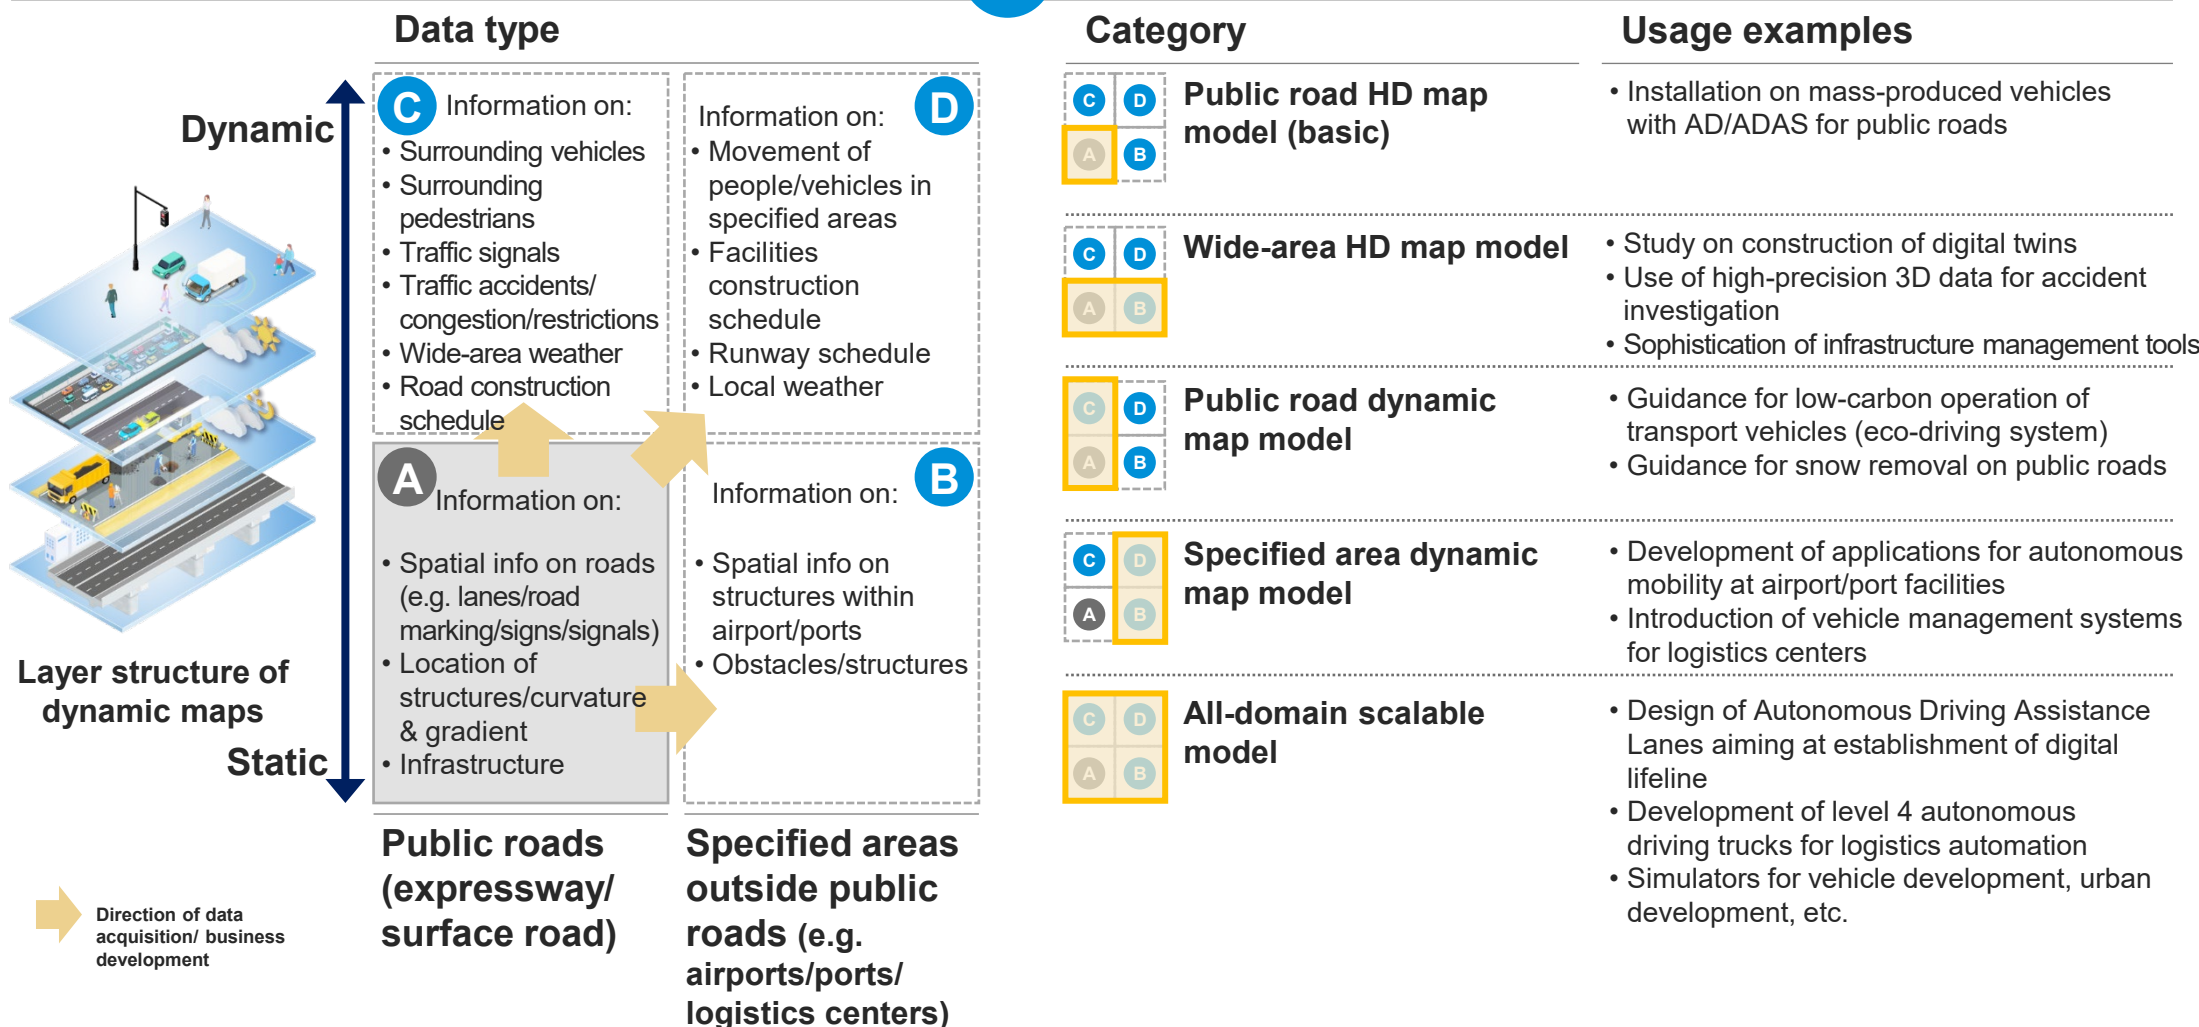 Data type
Category
Usage examples
Dynamic
Static
Layer structure of
dynamic maps
C
Information on:
• Surrounding vehicles
• Surrounding
pedestrians
• Traffic signals
• Traffic accidents/
congestion/restrictions
• Wide-area weather
• Road construction
schedule
D
Information on:
• Movement of
people/vehicles in
specified areas
• Facilities
construction
schedule
• Runway schedule
• Local weather
A
Information on:
• Spatial info on roads
(e.g. lanes/road
marking/signs/signals)
• Location of
structures/curvature
& gradient
• Infrastructure
B
Information on:
• Spatial info on
structures within
airport/ports
• Obstacles/structures
Public roads
(expressway/
surface road)
Specified areas
outside public
roads (e.g.
airports/ports/
logistics centers)
Direction of data
acquisition/ business
development
C D
A B
Public road HD map
model (basic)
• Installation on mass-produced vehicles
with AD/ADAS for public roads
C D
A B
Wide-area HD map model
• Study on construction of digital twins
• Use of high-precision 3D data for accident
investigation
• Sophistication of infrastructure management tools
C D
A B
Public road dynamic
map model
• Guidance for low-carbon operation of
transport vehicles (eco-driving system)
• Guidance for snow removal on public roads
C D
A B
Specified area dynamic
map model
• Development of applications for autonomous
mobility at airport/port facilities
• Introduction of vehicle management systems
for logistics centers
C D
A B
All-domain scalable
model
• Design of Autonomous Driving Assistance
Lanes aiming at establishment of digital
lifeline
• Development of level 4 autonomous
driving trucks for logistics automation
• Simulators for vehicle development, urban
development, etc.